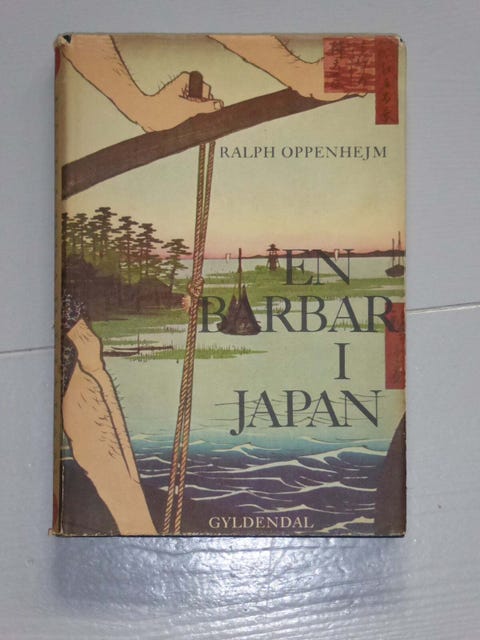 RALPH OPPENHEJM
EN
BARBAR
I
JAPAN
GYLDENDAL